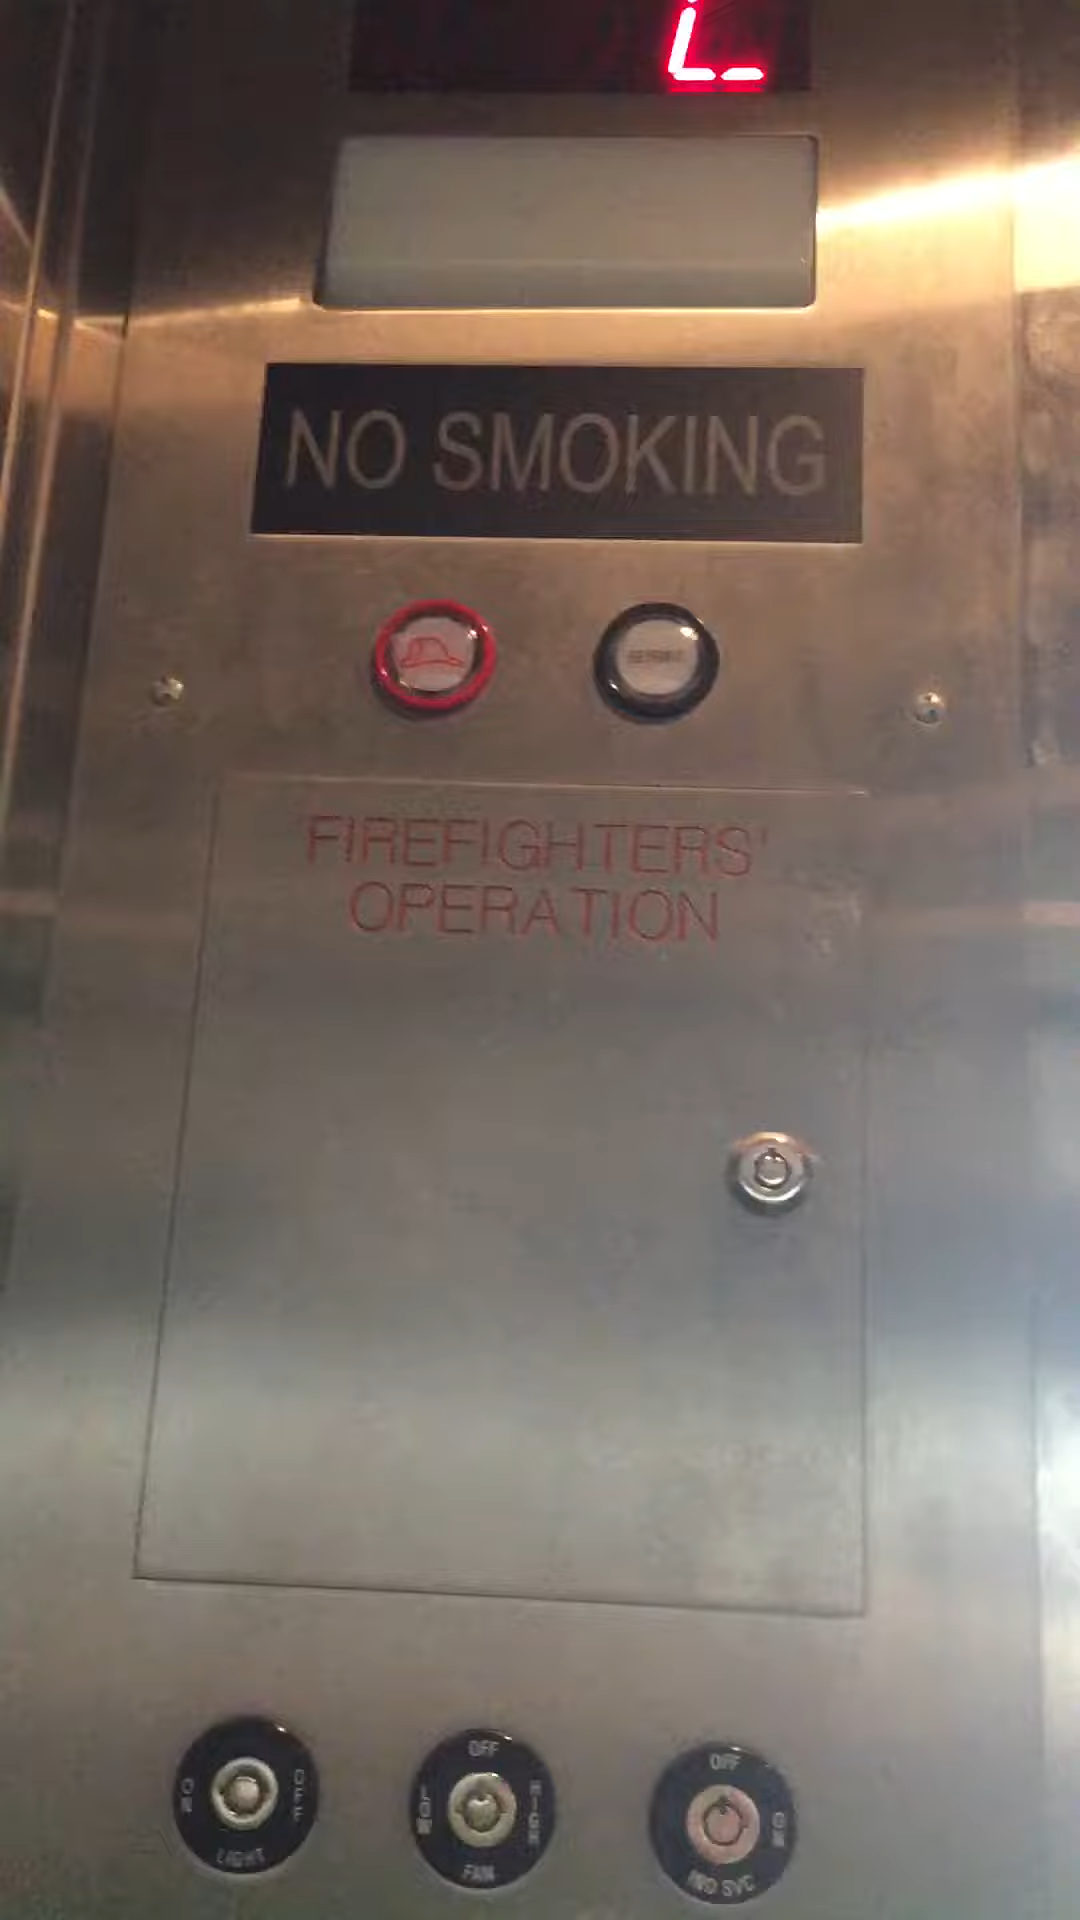 L
NO SMOKING
FIREFIGHTERS'
OPERATION
ON OFF LIGHT
OFF LOW HIGH FAN
OFF ON IND SVC